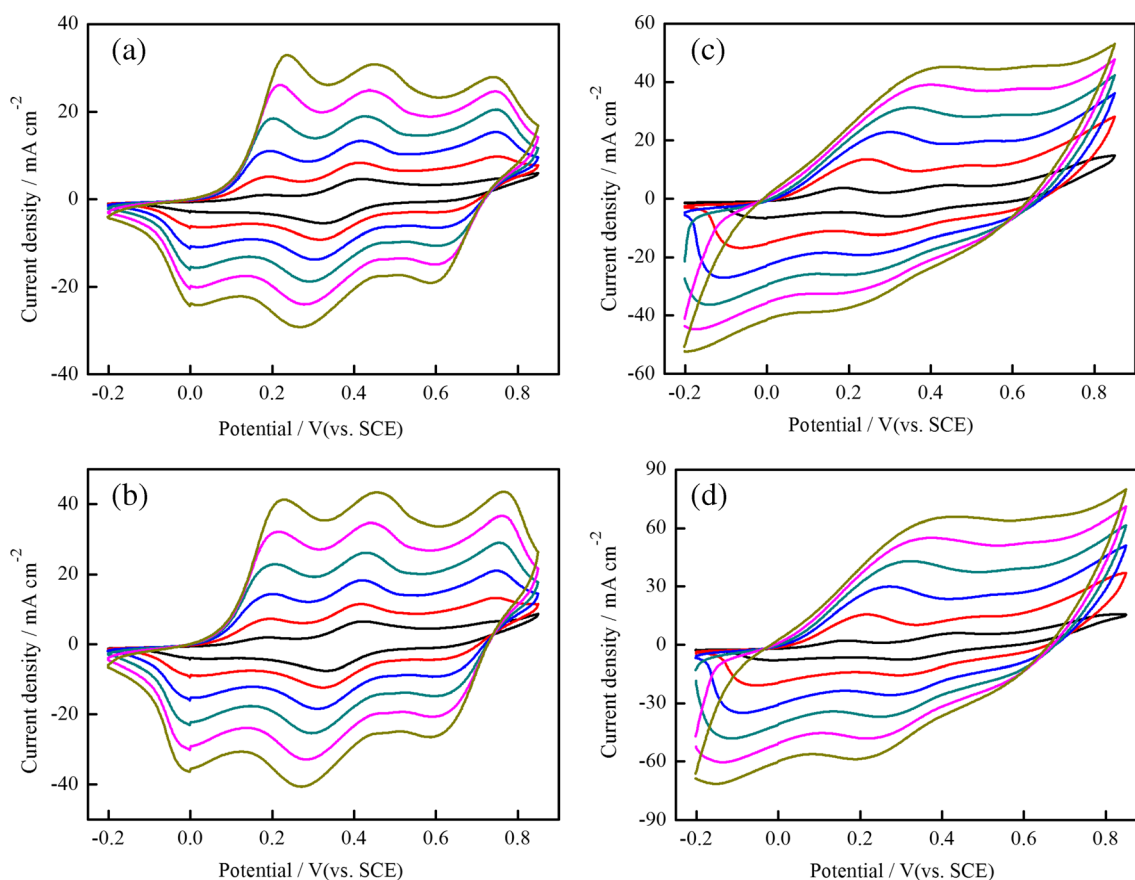 (a)
Current density / mA cm-2
40
20
0
-20
-40
-0.2 0.0 0.2 0.4 0.6 0.8
Potential / V(vs. SCE)
(c)
Current density / mA cm-2
60
40
20
0
-20
-40
-60
-0.2 0.0 0.2 0.4 0.6 0.8
Potential / V(vs. SCE)
(b)
Current density / mA cm-2
40
20
0
-20
-40
-0.2 0.0 0.2 0.4 0.6 0.8
Potential / V(vs. SCE)
(d)
Current density / mA cm-2
90
60
30
0
-30
-60
-90
-0.2 0.0 0.2 0.4 0.6 0.8
Potential / V(vs. SCE)